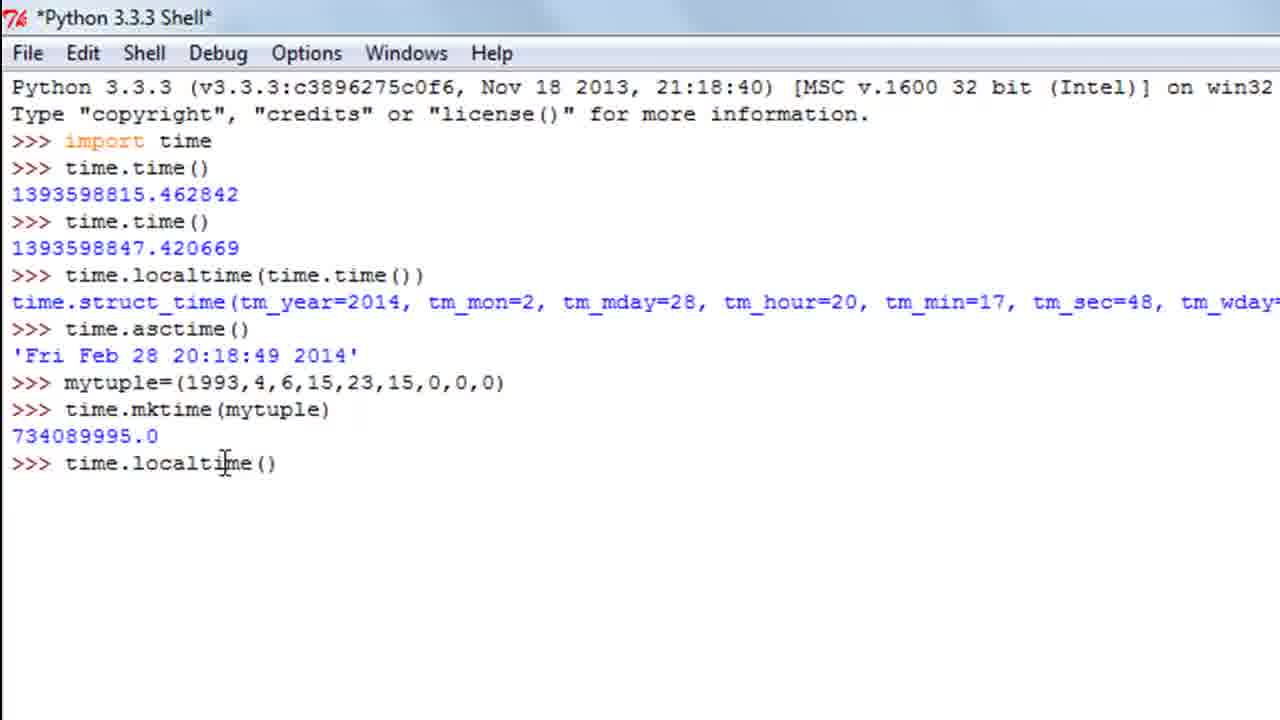 *Python 3.3.3 Shell*
File Edit Shell Debug Options Windows Help
Python 3.3.3 (v3.3.3:c3896275c0f6, Nov 18 2013, 21:18:40) [MSC v.1600 32 bit (Intel)] on win32
Type "copyright", "credits" or "license()" for more information.
>>> import time
>>> time.time()
1393598815.462842
>>> time.time()
1393598847.420669
>>> time.localtime(time.time())
time.struct_time(tm_year=2014, tm_mon=2, tm_mday=28, tm_hour=20, tm_min=17, tm_sec=48, tm_wday=
>>> time.asctime()
'Fri Feb 28 20:18:49 2014'
>>> mytuple=(1993,4,6,15,23,15,0,0,0)
>>> time.mktime(mytuple)
734089995.0
>>> time.localtime()